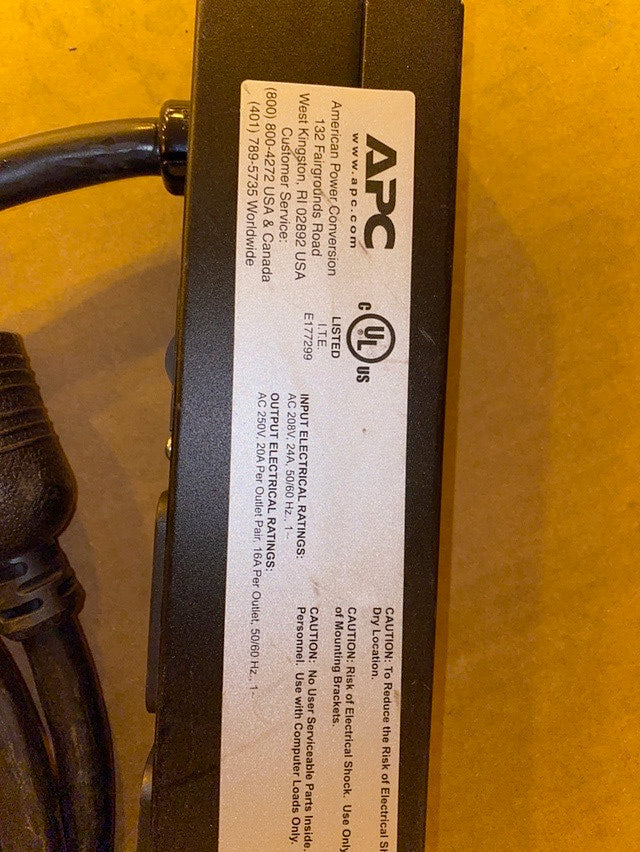 APC
www.apc.com
American Power Conversion
132 Fairgrounds Road
West Kingston, RI 02892 USA
Customer Service:
(800) 800-4272 USA & Canada
(401) 789-5735 Worldwide
C UL® US
LISTED
I.T.E.
E177299
INPUT ELECTRICAL RATINGS:
AC 208V, 24A, 50/60 Hz., 1~
OUTPUT ELECTRICAL RATINGS:
AC 250V, 20A Per Outlet Pair, 16A Per Outlet, 50/60 Hz., 1~
CAUTION: To Reduce the Risk of Electrical
Dry Location.
CAUTION: Risk of Electrical Shock. Use Only
of Mounting Brackets.
CAUTION: No User Serviceable Parts Inside.
Personnel. Use with Computer Loads Only.